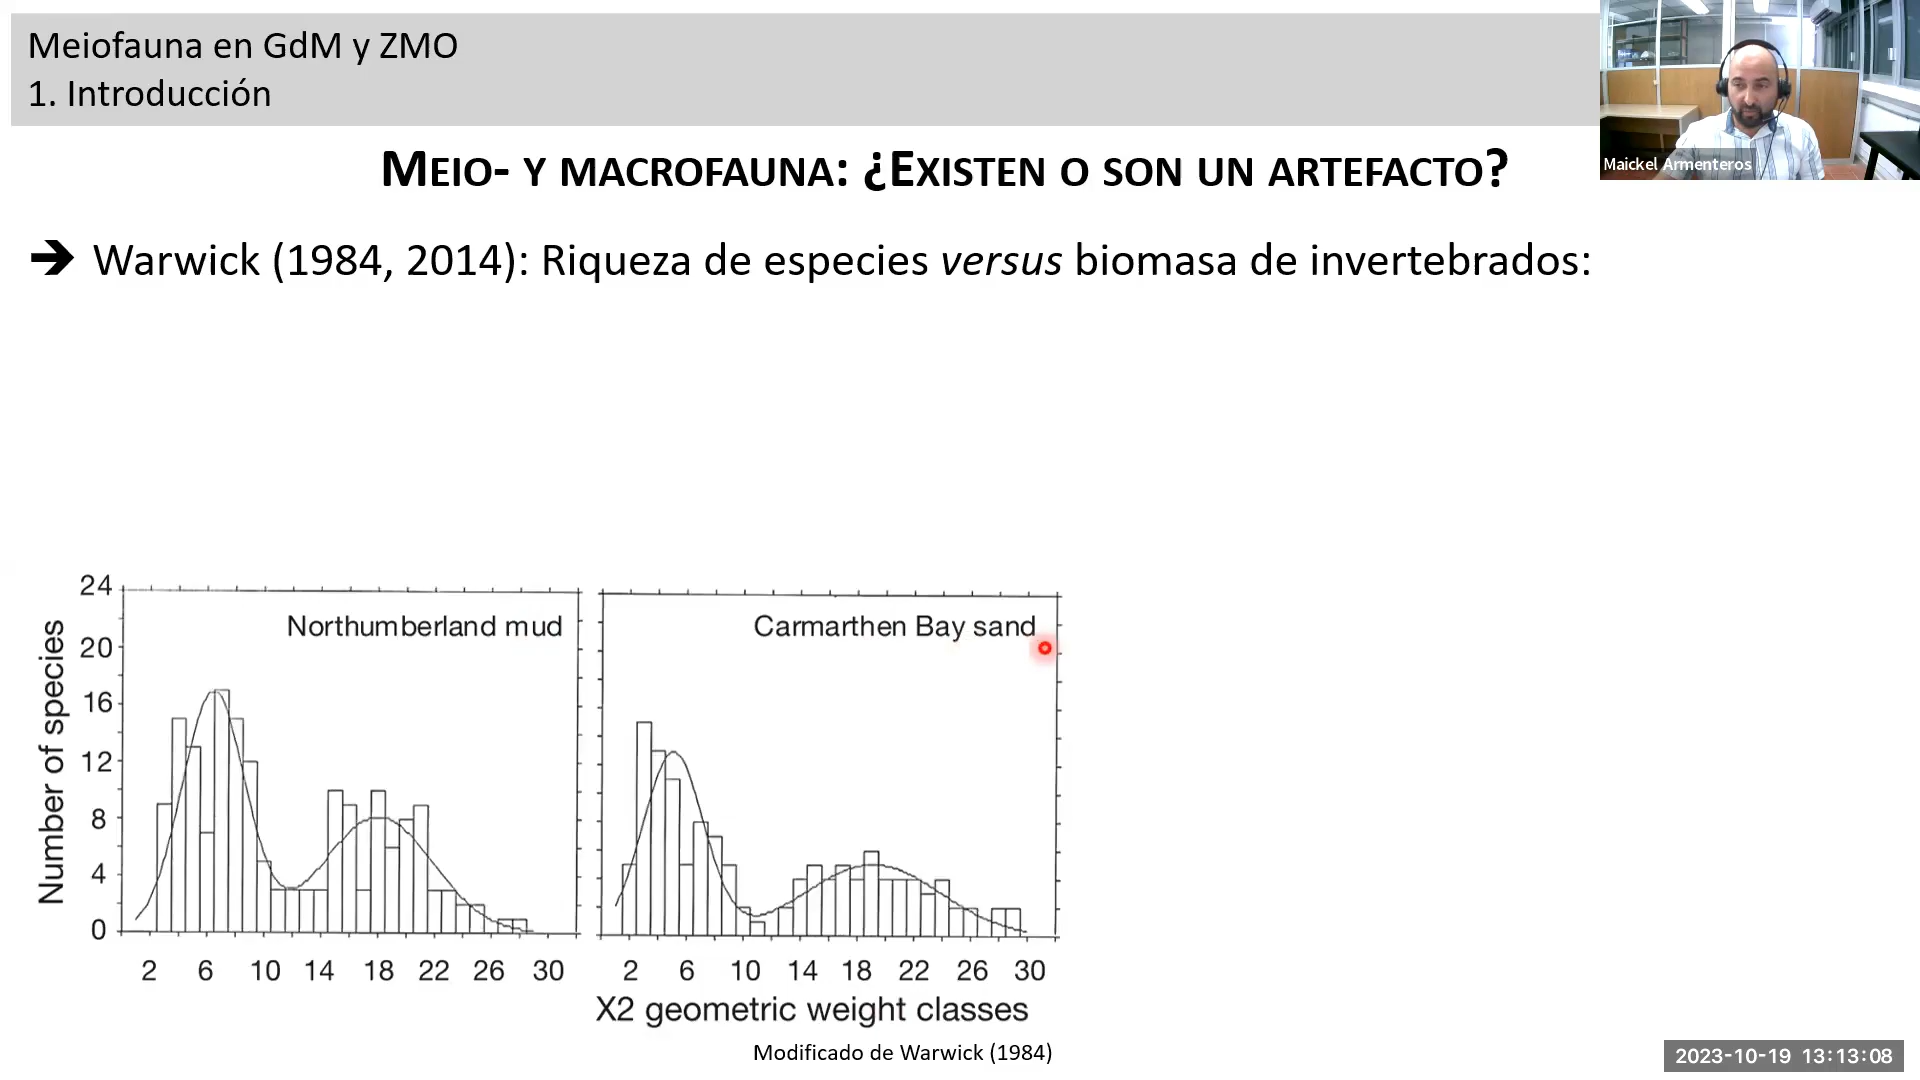 Meiofauna en GdM y ZMO
1. Introducción
Maickel Armenteros
MEIO- Y MACROFAUNA: ¿EXISTEN O SON UN ARTEFACTO?
➔ Warwick (1984, 2014): Riqueza de especies versus biomasa de invertebrados:
Number of species
24
20
16
12
8
4
0
Northumberland mud
2 6 10 14 18 22 26 30
Carmarthen Bay sand
2 6 10 14 18 22 26 30
X2 geometric weight classes
Modificado de Warwick (1984)
2023-10-19 13:13:08